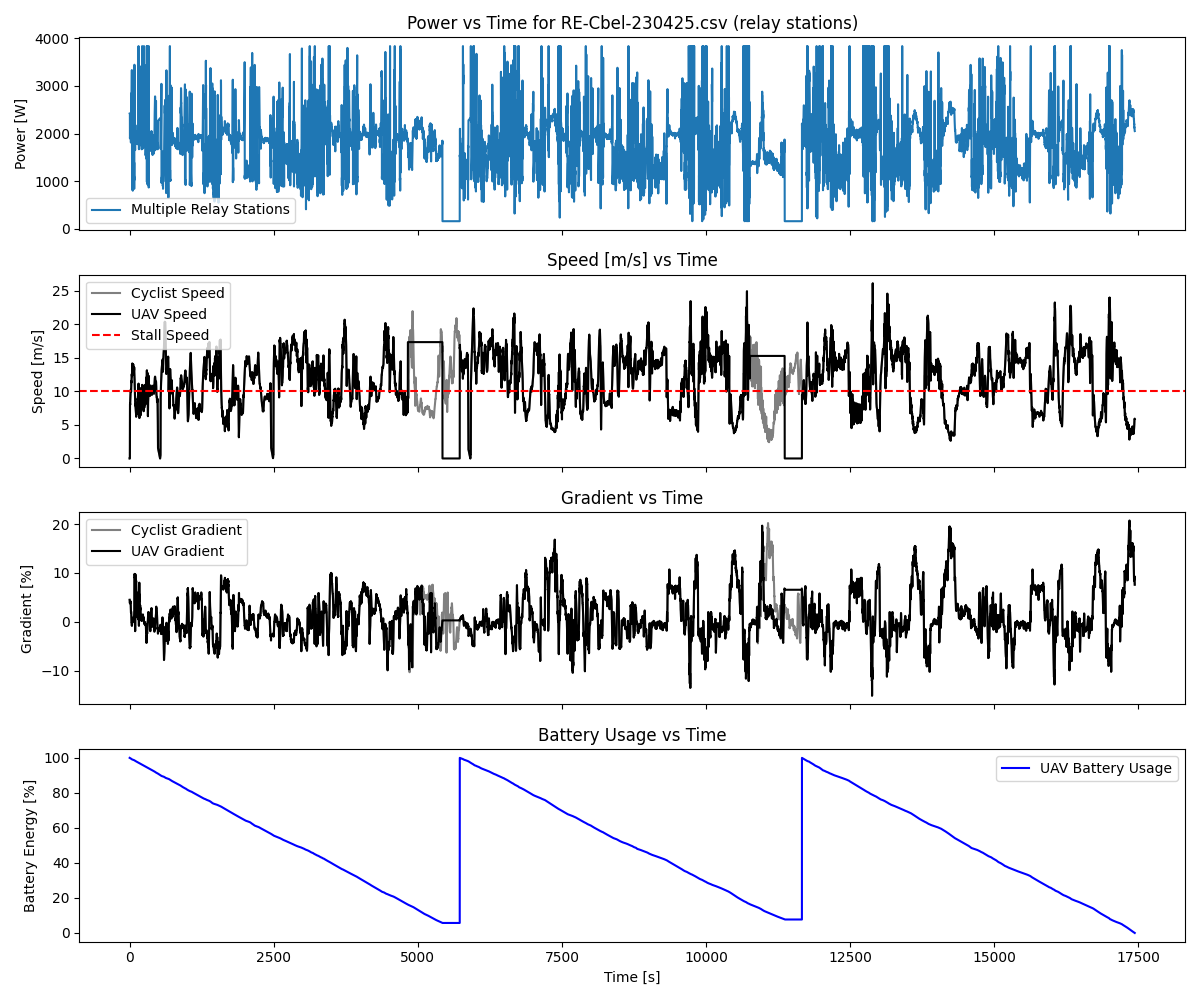 Power vs Time for RE-Cbel-230425.csv (relay stations)
4000
3000
2000
1000
0
Power [W]
Multiple Relay Stations
Speed [m/s] vs Time
25
20
15
10
5
0
Speed [m/s]
Cyclist Speed
UAV Speed
Stall Speed
Gradient vs Time
20
10
0
−10
Gradient [%]
Cyclist Gradient
UAV Gradient
Battery Usage vs Time
100
80
60
40
20
0
Battery Energy [%]
UAV Battery Usage
0 2500 5000 7500 10000 12500 15000 17500
Time [s]